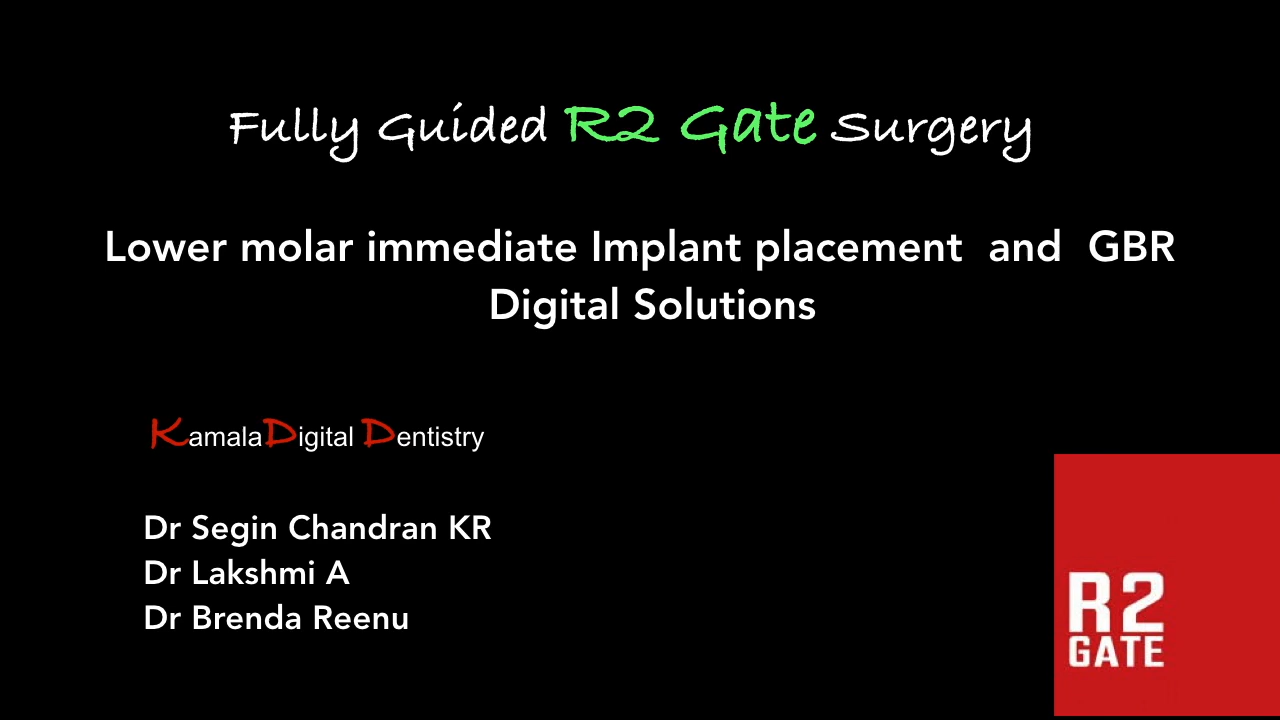 Fully Guided R2 Gate Surgery
Lower molar immediate Implant placement and GBR
Digital Solutions
KamalaDigital Dentistry
Dr Segin Chandran KR
Dr Lakshmi A
Dr Brenda Reenu
R2
GATE